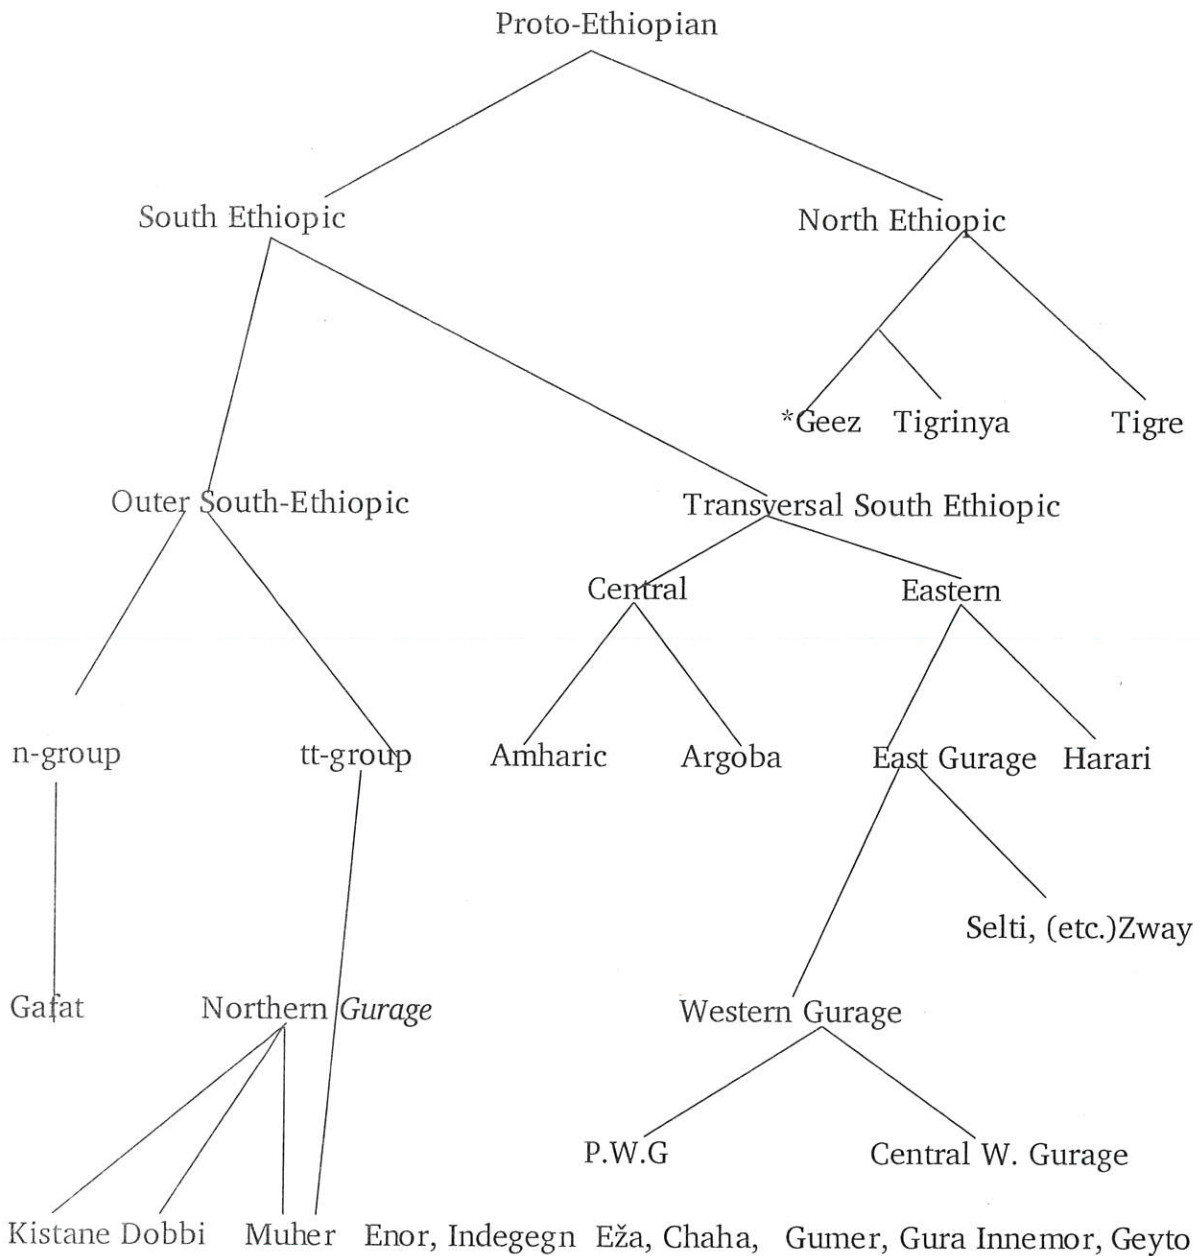 Proto-Ethiopian
South Ethiopic
North Ethiopic
*Geez Tigrinya Tigre
Outer South-Ethiopic
Transversal South Ethiopic
Central
Eastern
n-group
tt-group
Amharic
Argoba
East Gurage
Harari
Selti, (etc.)Zway
Gafat
Northern Gurage
Western Gurage
P.W.G
Central W. Gurage
Kistane Dobbi Muher Enor, Indegegn Eža, Chaha, Gumer, Gura Innemor, Geyto